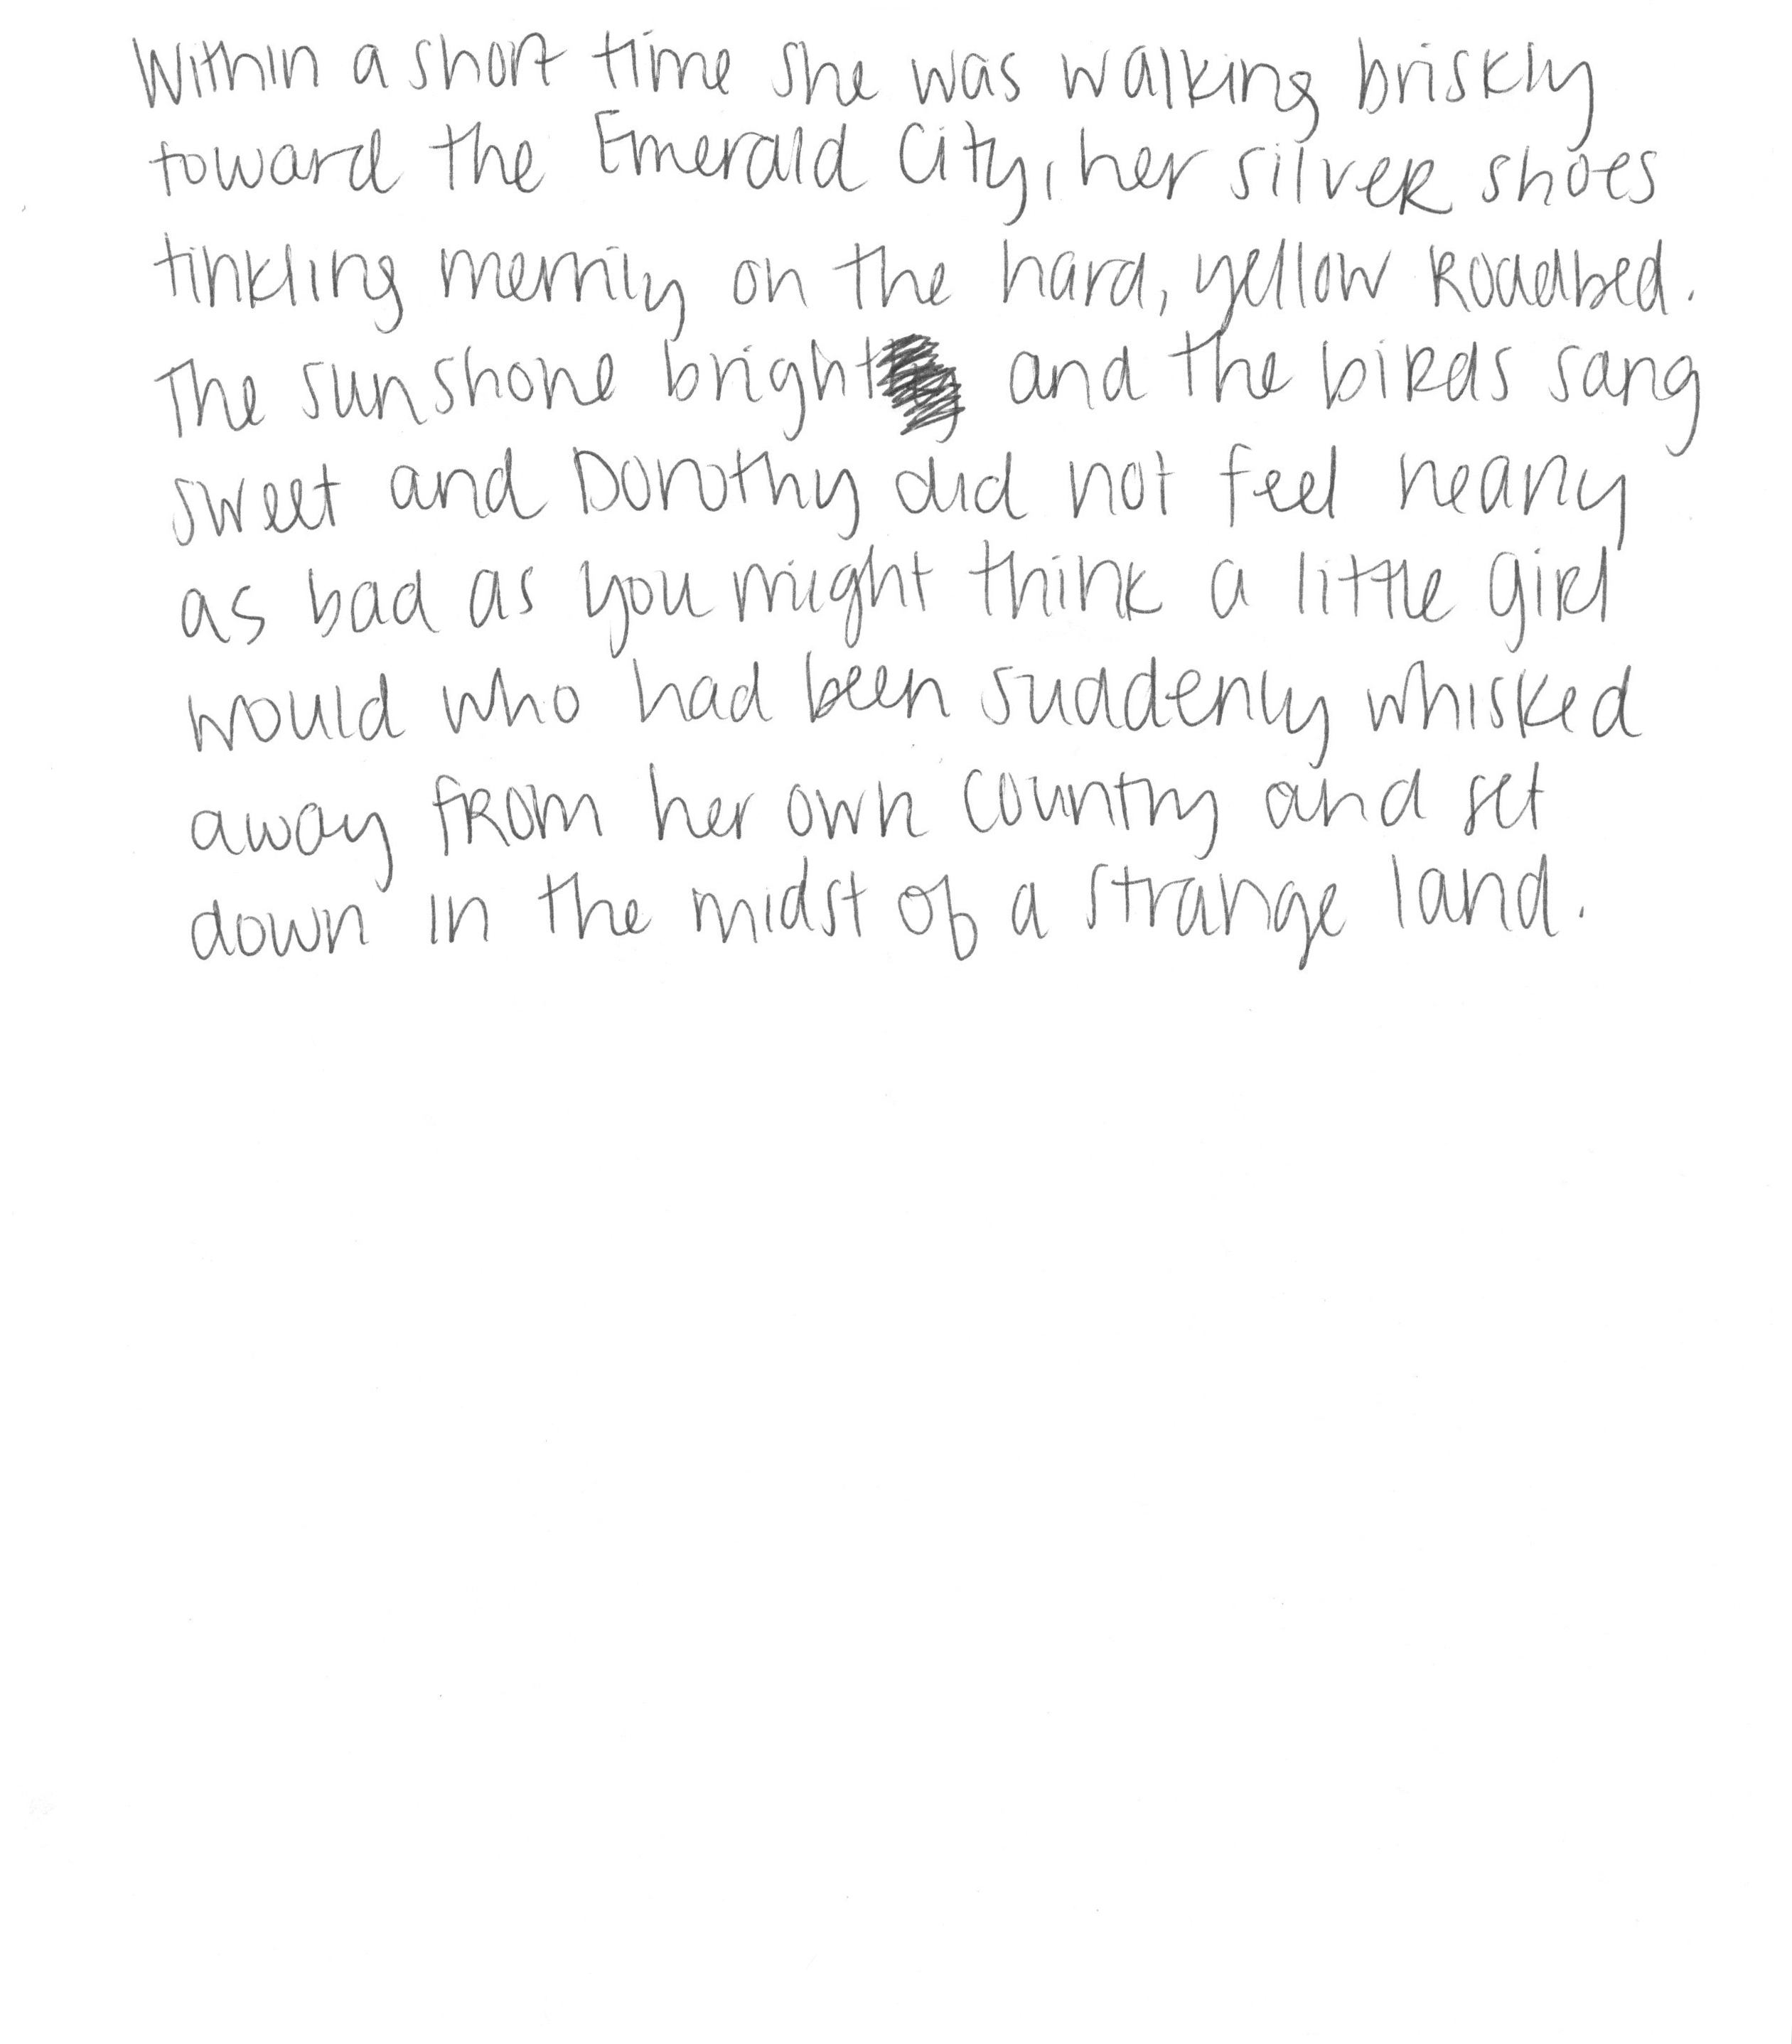 Within a short time she was walking briskly
toward the Emerald City, her silver shoes
tinkling merrily on the hard, yellow Roadbed.
The sun shone bright and the birds sang
sweet and Dorothy did not feel nearly
as bad as you might think a little girl
would who had been suddenly whisked
away from her own country and set
down in the midst of a strange land.